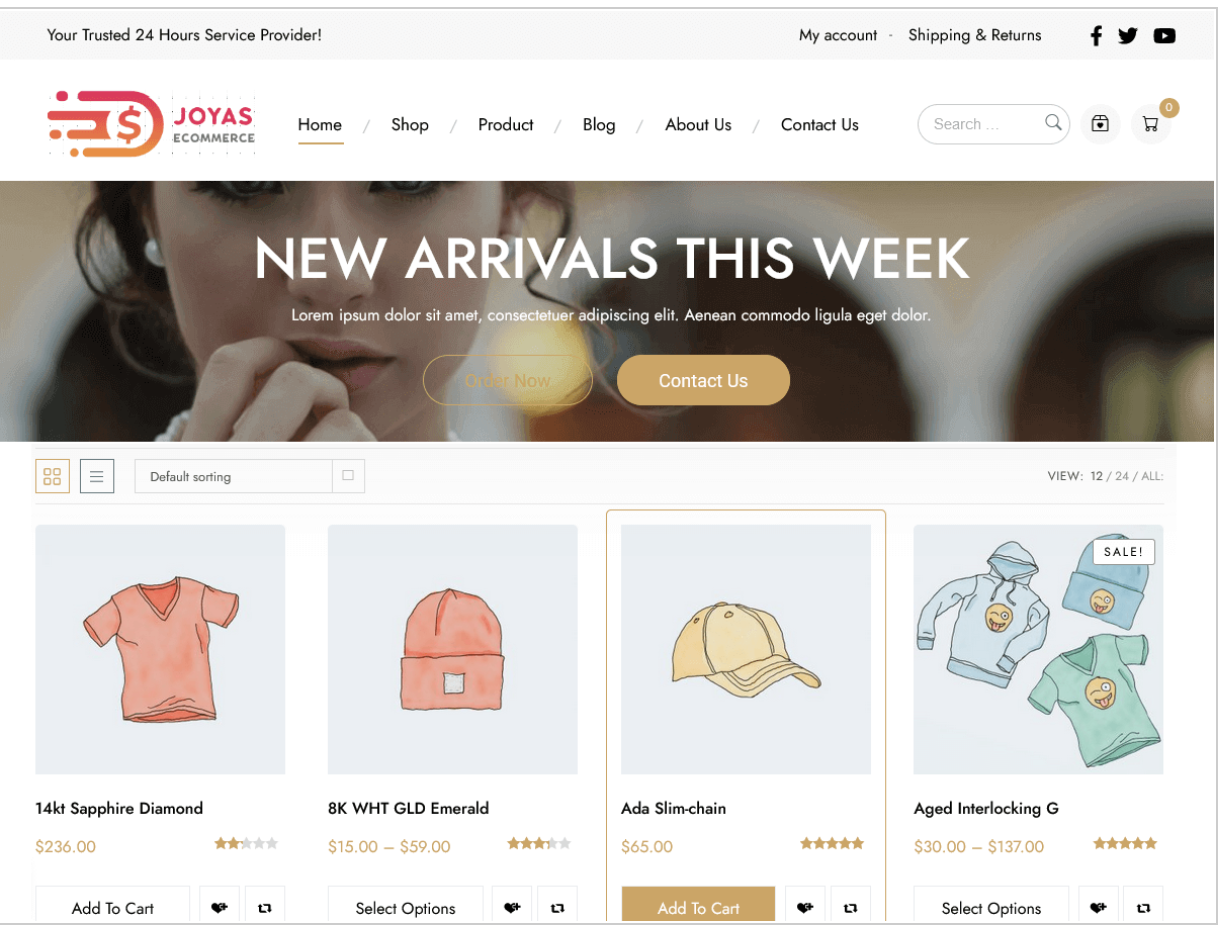 Your Trusted 24 Hours Service Provider!
My account · Shipping & Returns
JOYAS
ECOMMERCE
Home / Shop / Product / Blog / About Us / Contact Us
Search ...
0
NEW ARRIVALS THIS WEEK
Lorem ipsum dolor sit amet, consectetuer adipiscing elit. Aenean commodo ligula eget dolor.
Order Now
Contact Us
Default sorting
VIEW: 12 / 24 / ALL:
SALE!
14kt Sapphire Diamond
$236.00
Add To Cart
8K WHT GLD Emerald
$15.00 – $59.00
Select Options
Ada Slim-chain
$65.00
Add To Cart
Aged Interlocking G
$30.00 – $137.00
Select Options